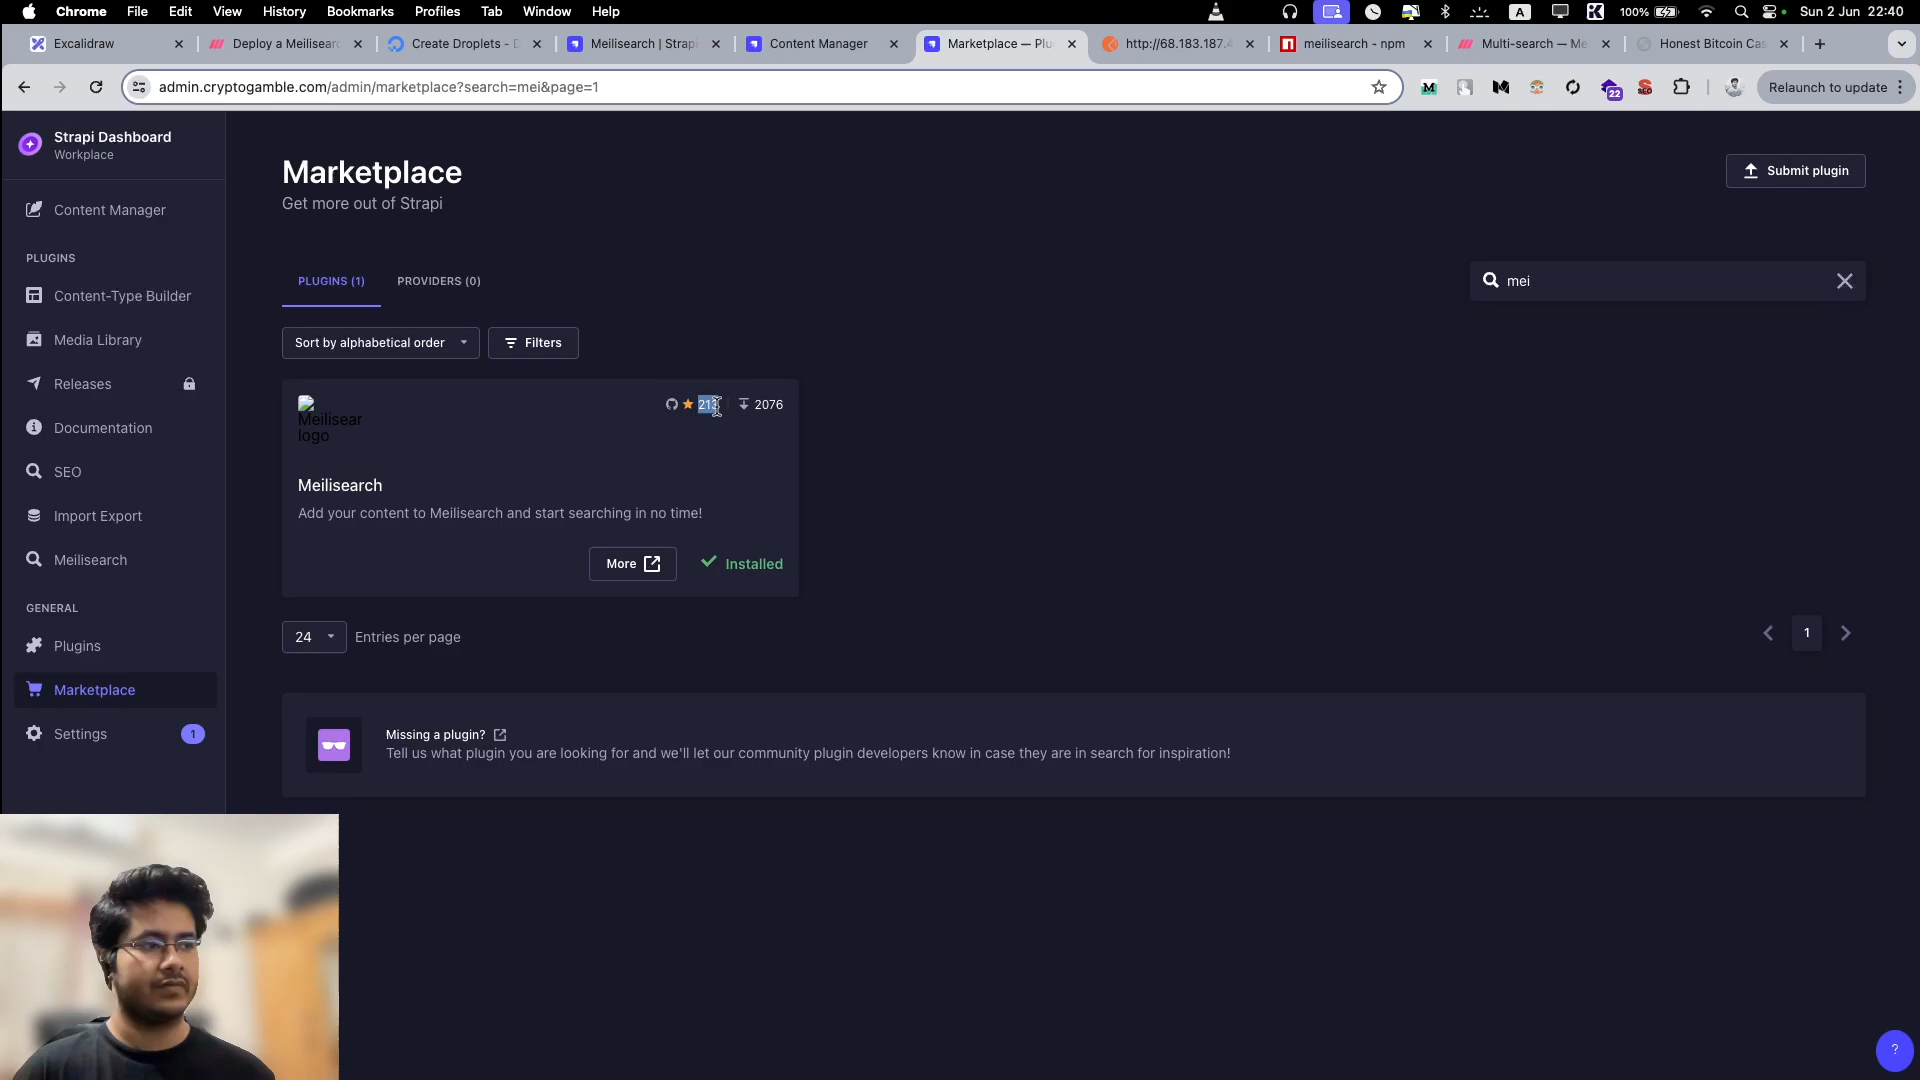 Chrome File Edit View History Bookmarks Profiles Tab Window Help A 100% Sun 2 Jun 22:40
Excalidraw Deploy a Meilisearc Create Droplets - D Meilisearch | Strapi Content Manager Marketplace — Plu http://68.183.187.4 meilisearch - npm Multi-search — Me Honest Bitcoin Cas
admin.cryptogamble.com/admin/marketplace?search=mei&page=1 22 Relaunch to update
Strapi Dashboard
Workplace
Content Manager
PLUGINS
Content-Type Builder
Media Library
Releases
Documentation
SEO
Import Export
Meilisearch
GENERAL
Plugins
Marketplace
Settings 1
Marketplace
Get more out of Strapi
Submit plugin
PLUGINS (1) PROVIDERS (0)
mei
Sort by alphabetical order Filters
Meilisear
logo
213 2076
Meilisearch
Add your content to Meilisearch and start searching in no time!
More Installed
24 Entries per page
1
Missing a plugin?
Tell us what plugin you are looking for and we'll let our community plugin developers know in case they are in search for inspiration!
?